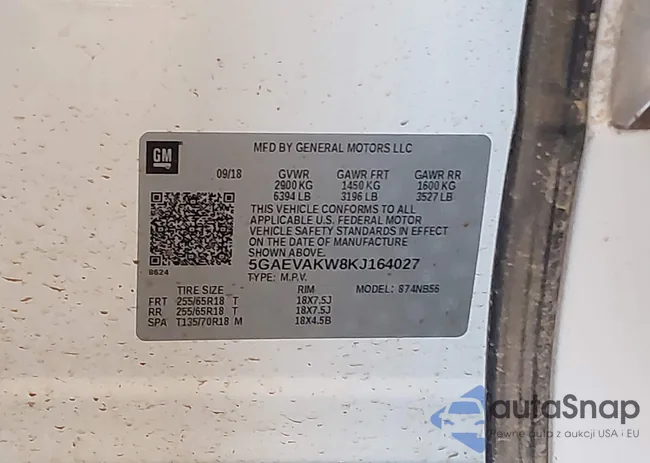 GM
MFD BY GENERAL MOTORS LLC
09/18 GVWR GAWR FRT GAWR RR
2900 KG 1450 KG 1600 KG
6394 LB 3196 LB 3527 LB
THIS VEHICLE CONFORMS TO ALL
APPLICABLE U.S. FEDERAL MOTOR
VEHICLE SAFETY STANDARDS IN EFFECT
ON THE DATE OF MANUFACTURE
SHOWN ABOVE.
8624
5GAEVAKW8KJ164027
TYPE: M.P.V.
TIRE SIZE RIM MODEL: 874NB56
FRT 255/65R18 T 18X7.5J
RR 255/65R18 T 18X7.5J
SPA T135/70R18 M 18X4.5B
autaSnap
Pewne auta z aukcji USA i EU